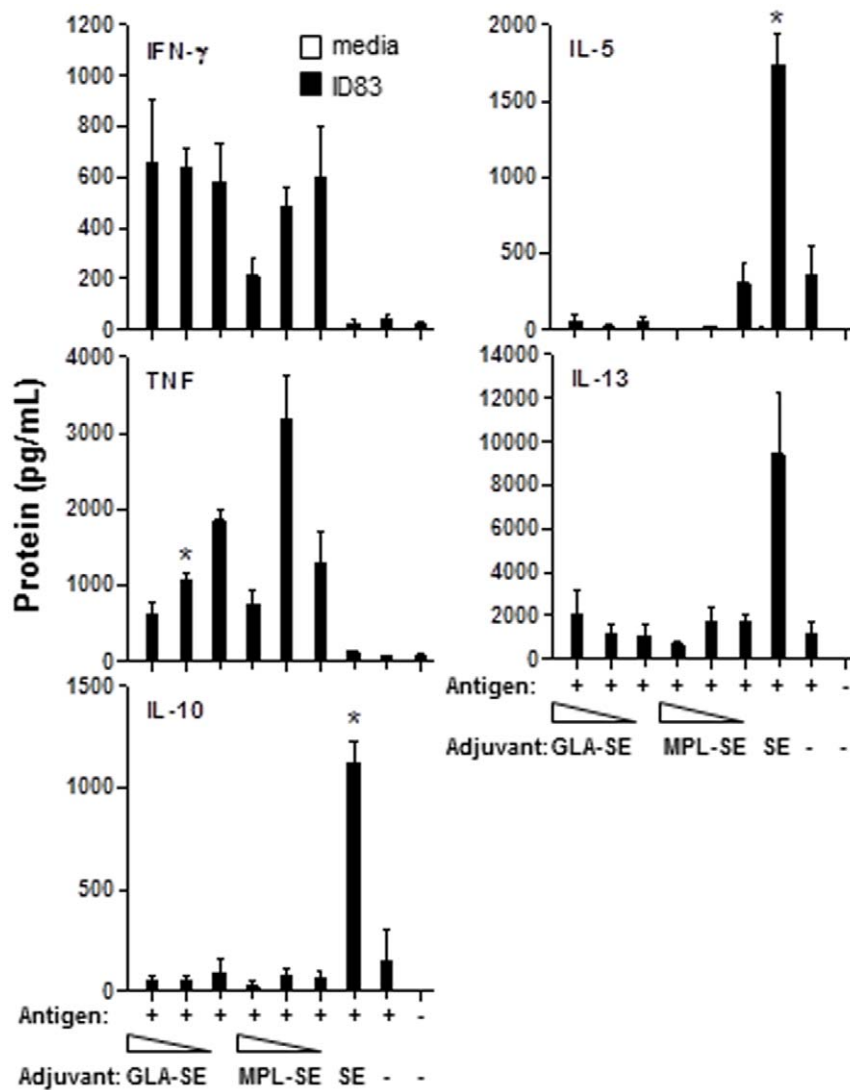 Protein (pg/mL)
IFN-γ
media
ID83
1200
1000
800
600
400
200
0
IL-5
*
2000
1500
1000
500
0
TNF
*
4000
3000
2000
1000
0
IL-13
14000
12000
10000
8000
6000
4000
2000
0
Antigen: + + + + + + + + -
Adjuvant: GLA-SE MPL-SE SE - -
IL-10
*
1500
1000
500
0
Antigen: + + + + + + + + -
Adjuvant: GLA-SE MPL-SE SE - -